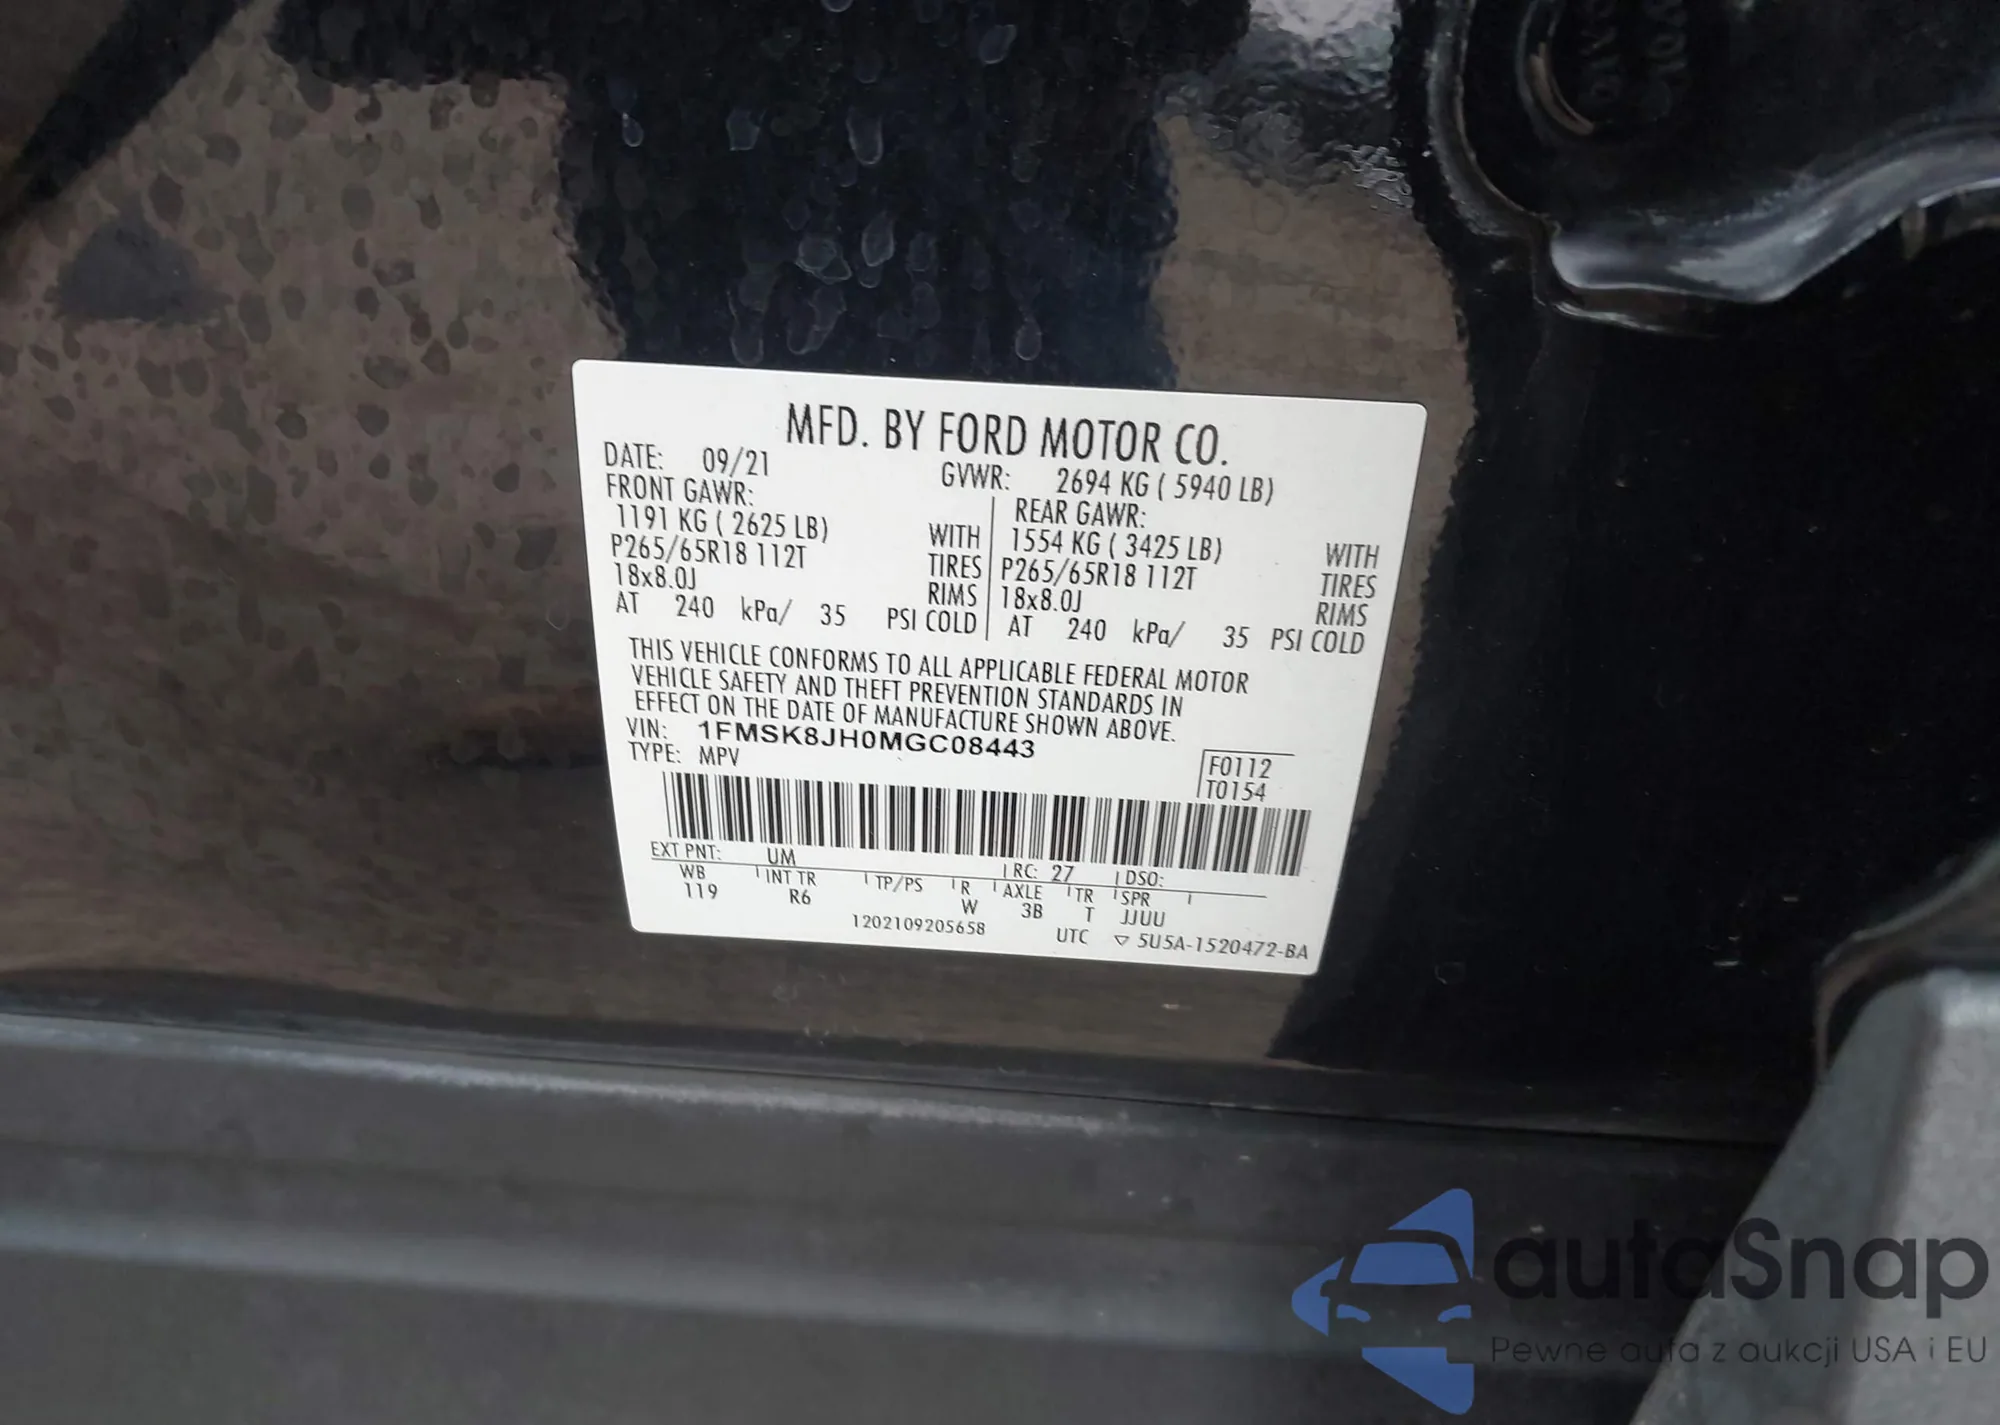 MFD. BY FORD MOTOR CO.
DATE: 09/21 GVWR: 2694 KG ( 5940 LB)
FRONT GAWR: REAR GAWR:
1191 KG ( 2625 LB) WITH 1554 KG ( 3425 LB) WITH
P265/65R18 112T TIRES P265/65R18 112T TIRES
18x8.0J RIMS 18x8.0J RIMS
AT 240 kPa/ 35 PSI COLD AT 240 kPa/ 35 PSI COLD
THIS VEHICLE CONFORMS TO ALL APPLICABLE FEDERAL MOTOR
VEHICLE SAFETY AND THEFT PREVENTION STANDARDS IN
EFFECT ON THE DATE OF MANUFACTURE SHOWN ABOVE.
VIN: 1FMSK8JH0MGC08443
TYPE: MPV
F0112
T0154
EXT PNT: UM RC: 27 DSO:
WB INT TR TP/PS R AXLE TR SPR
119 R6 W 3B T JJUU
1202109205658 UTC ▽ 5U5A-1520472-BA
autaSnap
Pewne auta z aukcji USA i EU